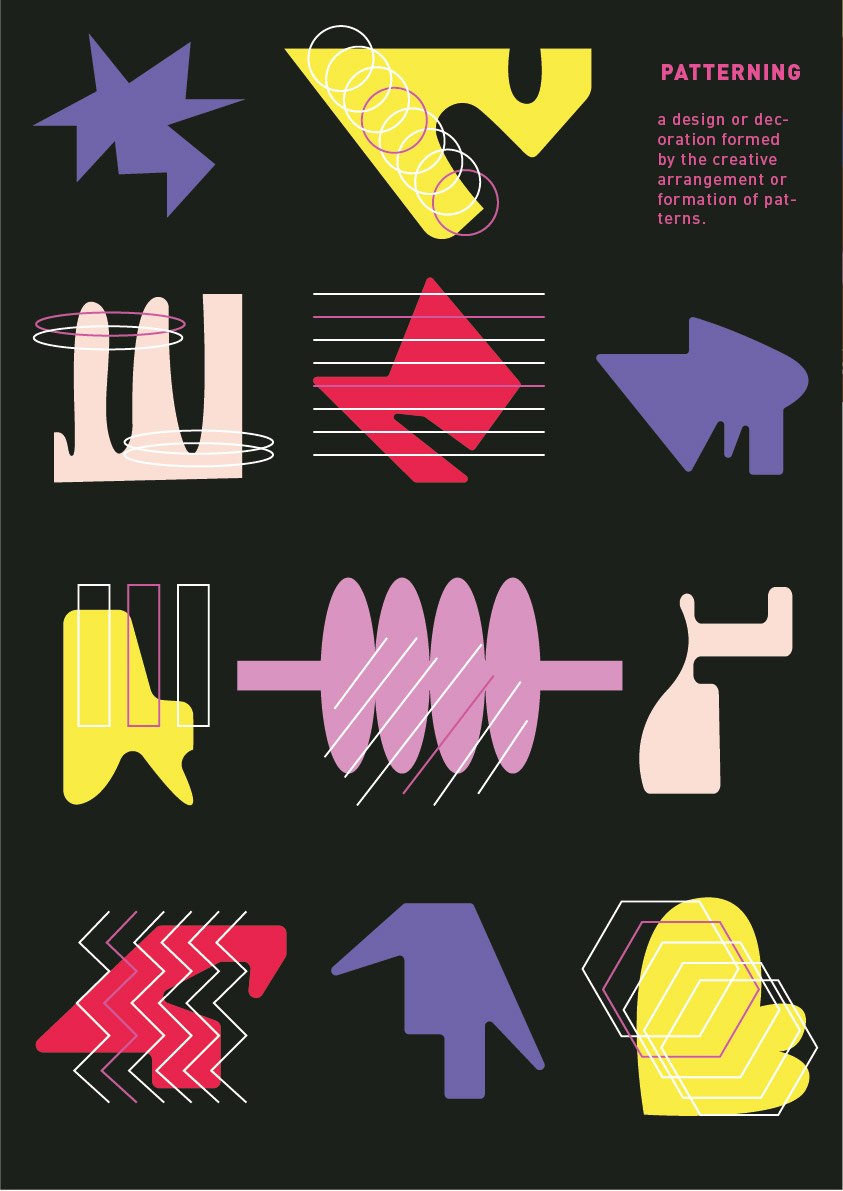 PATTERNING
a design or dec-
oration formed
by the creative
arrangement or
formation of pat-
terns.